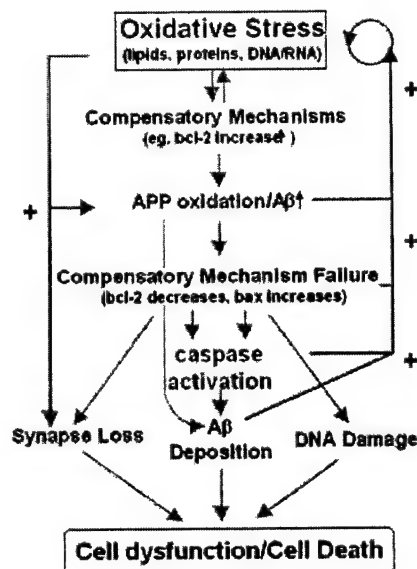 Oxidative Stress
(lipids, proteins, DNA/RNA)
+
Compensatory Mechanisms
(eg. bcl-2 increase↑ )
+
APP oxidation/Aβ↑
+
Compensatory Mechanism Failure
(bcl-2 decreases, bax increases)
caspase
activation
+
Synapse Loss
Aβ
Deposition
DNA Damage
Cell dysfunction/Cell Death